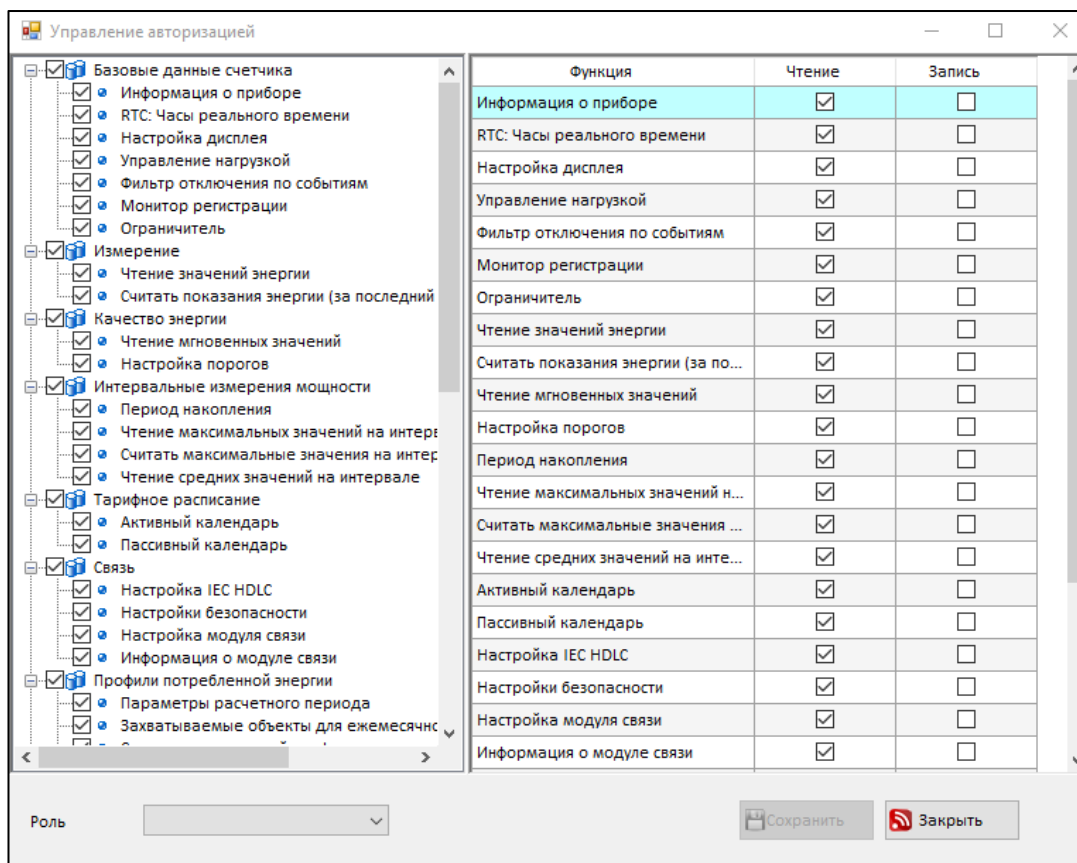 Управление авторизацией
Базовые данные счетчика
Информация о приборе
RTC: Часы реального времени
Настройка дисплея
Управление нагрузкой
Фильтр отключения по событиям
Монитор регистрации
Ограничитель
Измерение
Чтение значений энергии
Считать показания энергии (за последний
Качество энергии
Чтение мгновенных значений
Настройка порогов
Интервальные измерения мощности
Период накопления
Чтение максимальных значений на интерв
Считать максимальные значения на интер
Чтение средних значений на интервале
Тарифное расписание
Активный календарь
Пассивный календарь
Связь
Настройка IEC HDLC
Настройки безопасности
Настройка модуля связи
Информация о модуле связи
Профили потребленной энергии
Параметры расчетного периода
Захватываемые объекты для ежемесячно
Функция Чтение Запись
Информация о приборе
RTC: Часы реального времени
Настройка дисплея
Управление нагрузкой
Фильтр отключения по событиям
Монитор регистрации
Ограничитель
Чтение значений энергии
Считать показания энергии (за по...
Чтение мгновенных значений
Настройка порогов
Период накопления
Чтение максимальных значений н...
Считать максимальные значения ...
Чтение средних значений на инте...
Активный календарь
Пассивный календарь
Настройка IEC HDLC
Настройки безопасности
Настройка модуля связи
Информация о модуле связи
Роль
Сохранить
Закрыть